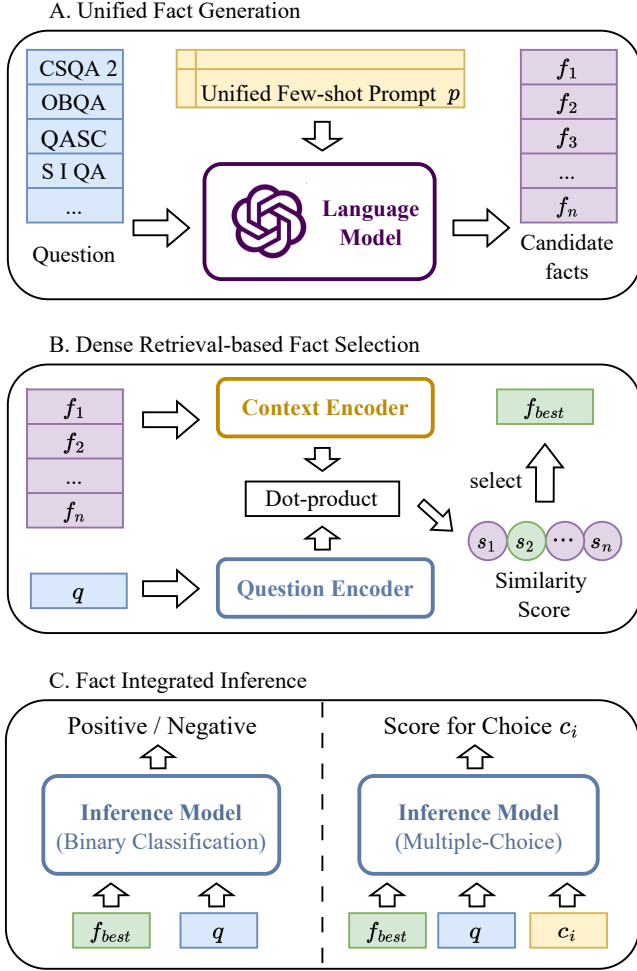 A. Unified Fact Generation
CSQA 2
OBQA
QASC
S I QA
...
Question
Unified Few-shot Prompt p
Language
Model
f1
f2
f3
...
fn
Candidate
facts
B. Dense Retrieval-based Fact Selection
f1
f2
...
fn
q
Context Encoder
Dot-product
Question Encoder
fbest
select
s1 s2 ... sn
Similarity
Score
C. Fact Integrated Inference
Positive / Negative
Inference Model
(Binary Classification)
fbest q
Score for Choice ci
Inference Model
(Multiple-Choice)
fbest q ci